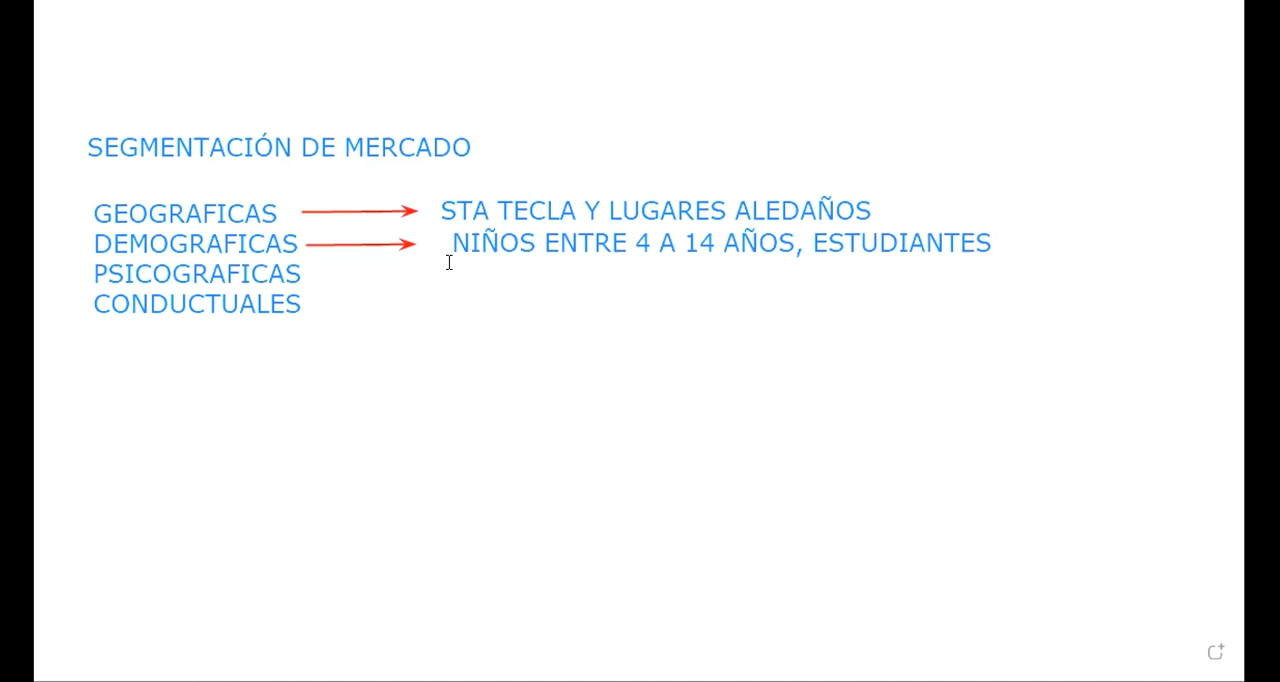 SEGMENTACIÓN DE MERCADO
GEOGRAFICAS STA TECLA Y LUGARES ALEDAÑOS
DEMOGRAFICAS NIÑOS ENTRE 4 A 14 AÑOS, ESTUDIANTES
PSICOGRAFICAS
CONDUCTUALES